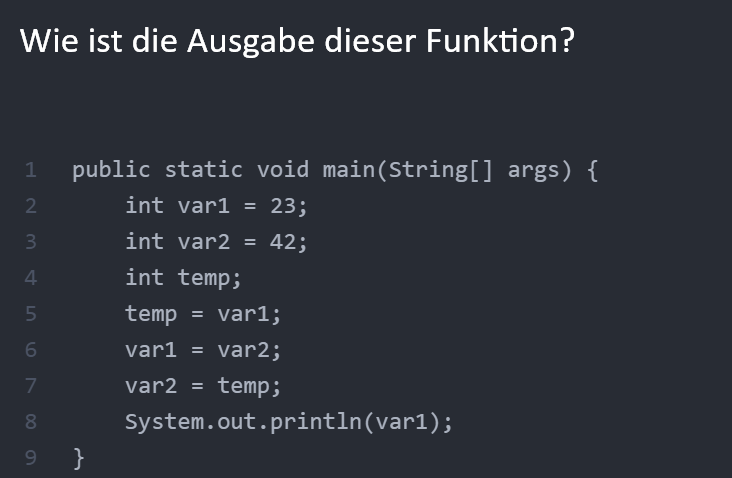 Wie ist die Ausgabe dieser Funktion?
1 public static void main(String[] args) {
2     int var1 = 23;
3     int var2 = 42;
4     int temp;
5     temp = var1;
6     var1 = var2;
7     var2 = temp;
8     System.out.println(var1);
9 }